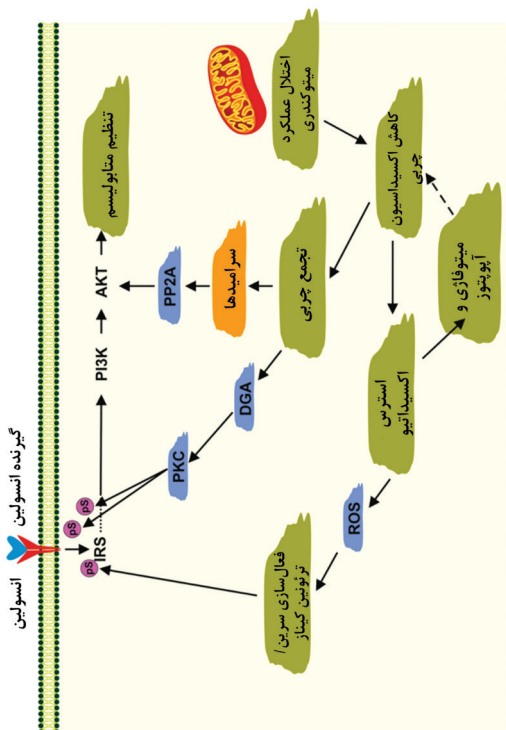 انسولین
گیرنده انسولین
pS
pS
pS
IRS
PI3K
AKT
تنظیم متابولیسم
PKC
DGA
PP2A
سرامیدها
تجمع چربی
اختلال عملکرد
میتوکندری
کاهش اکسیداسیون
چربی
میتوفاژی و
آپوپتوز
استرس
اکسیداتیو
ROS
فعال‌سازی سرین/
ترئونین کیناز